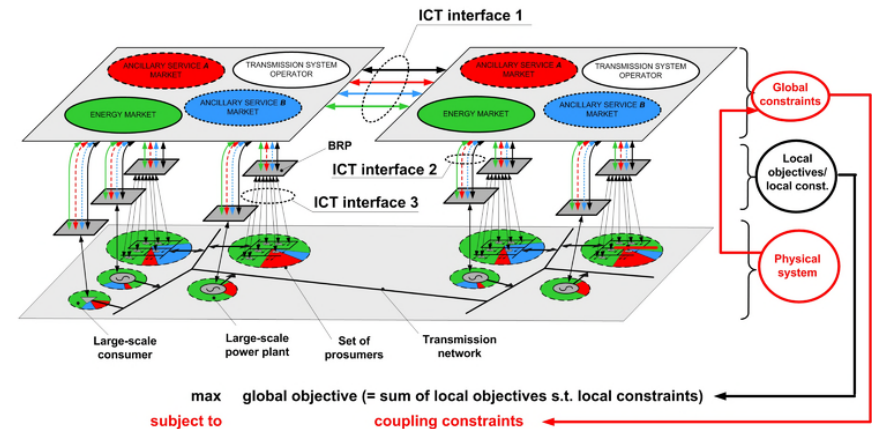 ICT interface 1
ANCILLARY SERVICE A
MARKET
TRANSMISSION SYSTEM
OPERATOR
ENERGY MARKET
ANCILLARY SERVICE B
MARKET
ANCILLARY SERVICE A
MARKET
TRANSMISSION SYSTEM
OPERATOR
ENERGY MARKET
ANCILLARY SERVICE B
MARKET
Global
constraints
BRP
ICT interface 2
ICT interface 3
Local
objectives/
local const.
Physical
system
Large-scale
consumer
Large-scale
power plant
Set of
prosumers
Transmission
network
max global objective (= sum of local objectives s.t. local constraints)
subject to coupling constraints